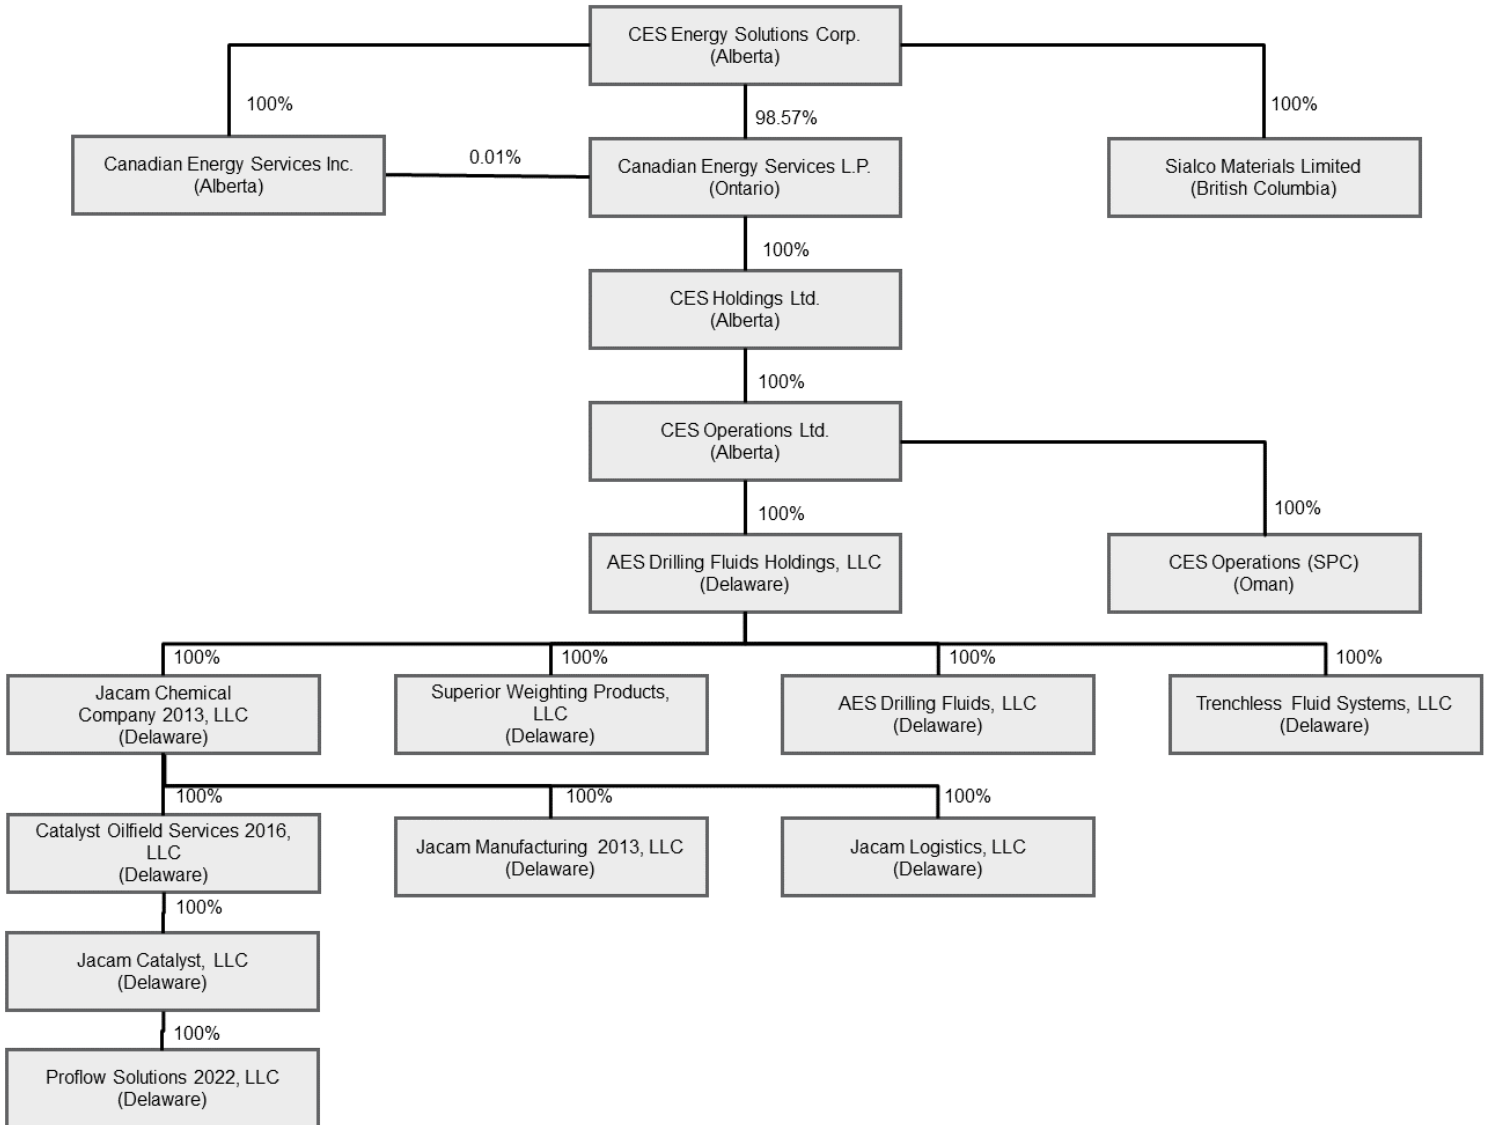 CES Energy Solutions Corp.
(Alberta)
100%
98.57%
100%
Canadian Energy Services Inc.
(Alberta)
0.01%
Canadian Energy Services L.P.
(Ontario)
Sialco Materials Limited
(British Columbia)
100%
CES Holdings Ltd.
(Alberta)
100%
CES Operations Ltd.
(Alberta)
100%
100%
AES Drilling Fluids Holdings, LLC
(Delaware)
CES Operations (SPC)
(Oman)
100%
100%
100%
100%
Jacam Chemical
Company 2013, LLC
(Delaware)
Superior Weighting Products,
LLC
(Delaware)
AES Drilling Fluids, LLC
(Delaware)
Trenchless Fluid Systems, LLC
(Delaware)
100%
100%
100%
Catalyst Oilfield Services 2016,
LLC
(Delaware)
Jacam Manufacturing 2013, LLC
(Delaware)
Jacam Logistics, LLC
(Delaware)
100%
Jacam Catalyst, LLC
(Delaware)
100%
Proflow Solutions 2022, LLC
(Delaware)